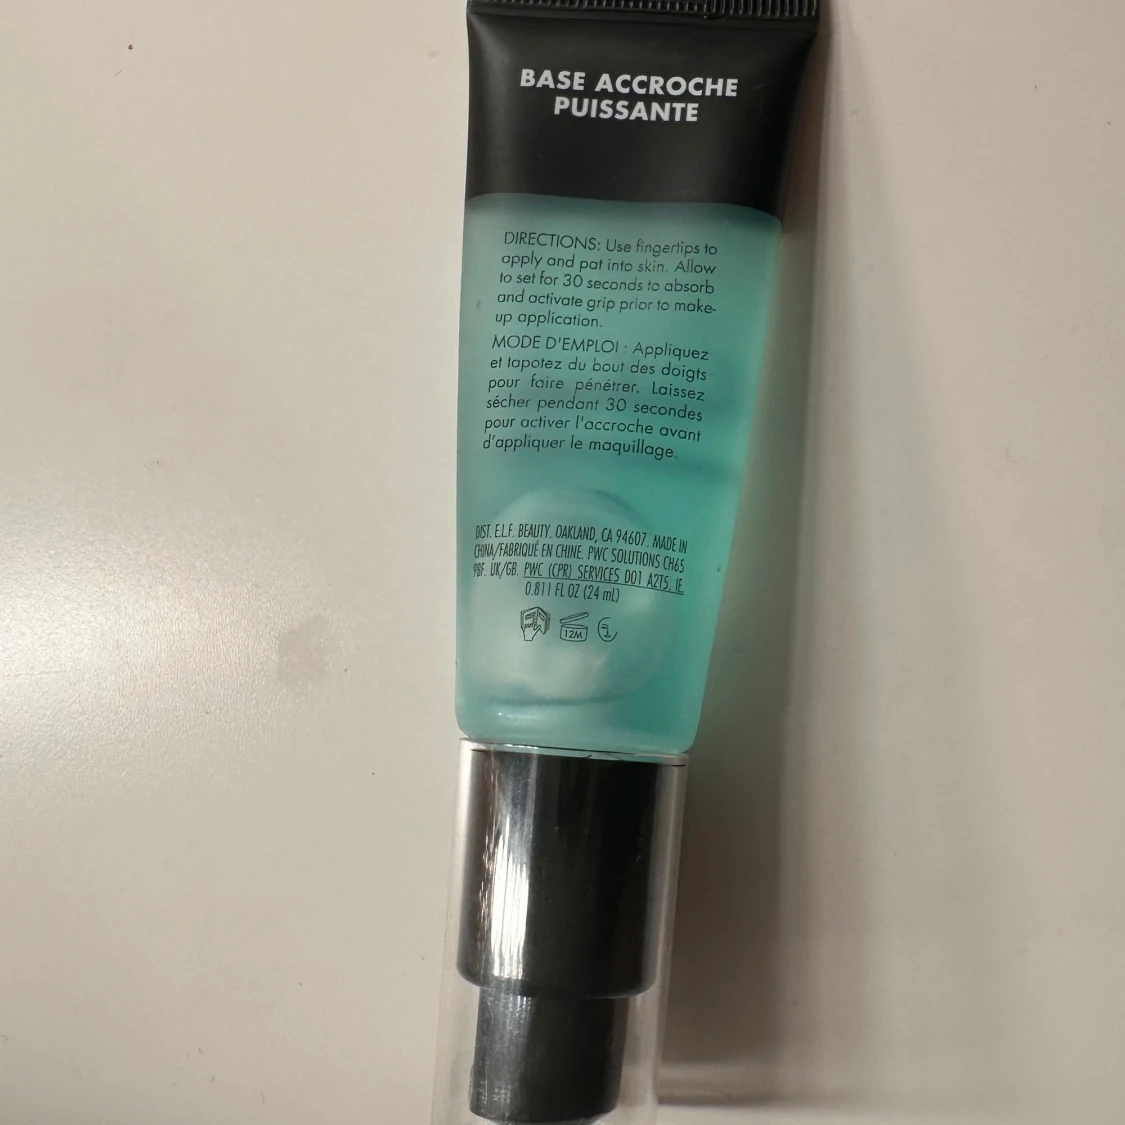 BASE ACCROCHE
PUISSANTE
DIRECTIONS: Use fingertips to
apply and pat into skin. Allow
to set for 30 seconds to absorb
and activate grip prior to make-
up application.
MODE D'EMPLOI : Appliquez
et tapotez du bout des doigts
pour faire pénétrer. Laissez
sécher pendant 30 secondes
pour activer l'accroche avant
d'appliquer le maquillage.
DIST. E.L.F. BEAUTY. OAKLAND, CA 94607. MADE IN
CHINA/FABRIQUÉ EN CHINE. PWC SOLUTIONS CH65
9BF. UK/GB. PWC (CPR) SERVICES D01 A2T5. IE.
0.811 FL OZ (24 mL)
12M